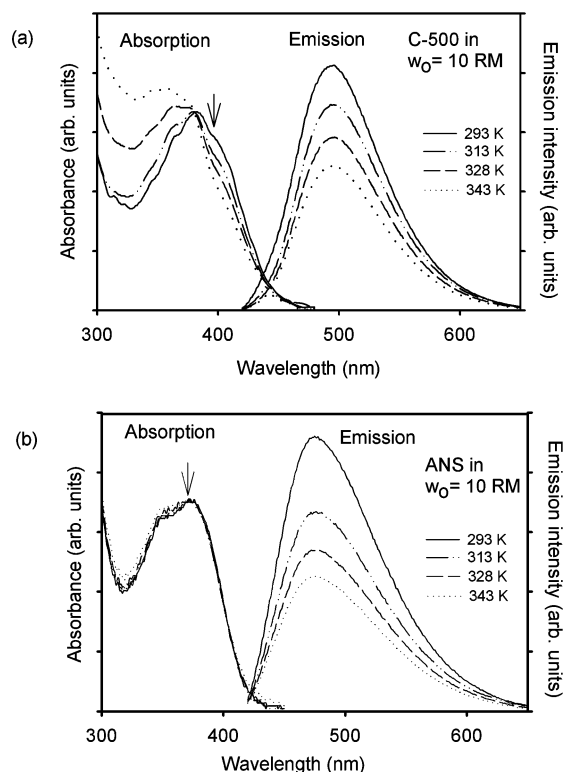 (a)
Absorption
Emission
C-500 in
wo= 10 RM
293 K
313 K
328 K
343 K
Absorbance (arb. units)
Emission intensity (arb. units)
300
400
500
600
Wavelength (nm)
(b)
Absorption
Emission
ANS in
wo= 10 RM
293 K
313 K
328 K
343 K
Absorbance (arb. units)
Emission intensity (arb. units)
300
400
500
600
Wavelength (nm)